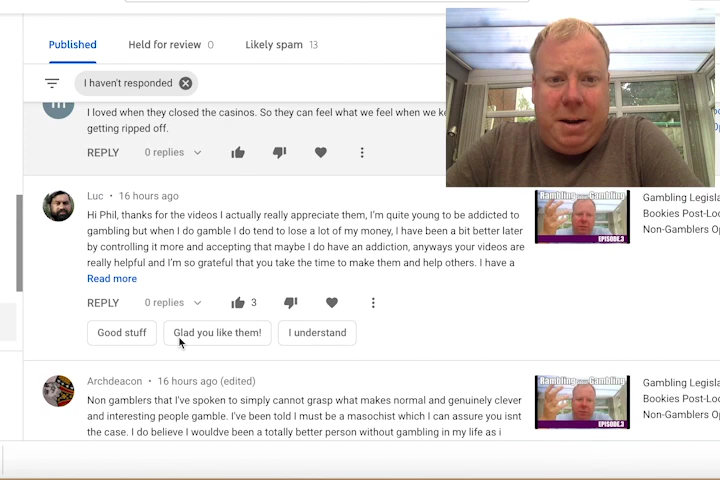 Published Held for review 0 Likely spam 13
I haven't responded
I loved when they closed the casinos. So they can feel what we feel when we ke
getting ripped off.
REPLY 0 replies
Luc • 16 hours ago
Hi Phil, thanks for the videos I actually really appreciate them, I'm quite young to be addicted to
gambling but when I do gamble I do tend to lose a lot of my money, I have been a bit better later
by controlling it more and accepting that maybe I do have an addiction, anyways your videos are
really helpful and I'm so grateful that you take the time to make them and help others. I have a
Read more
REPLY 0 replies 3
Good stuff Glad you like them! I understand
Rambling Gambling
EPISODE.3
Gambling Legisla
Bookies Post-Loc
Non-Gamblers Op
Archdeacon • 16 hours ago (edited)
Non gamblers that I've spoken to simply cannot grasp what makes normal and genuinely clever
and interesting people gamble. I've been told I must be a masochist which I can assure you isnt
the case. I do believe I wouldve been a totally better person without gambling in my life as i
Rambling Gambling
EPISODE.3
Gambling Legisla
Bookies Post-Loc
Non-Gamblers Op